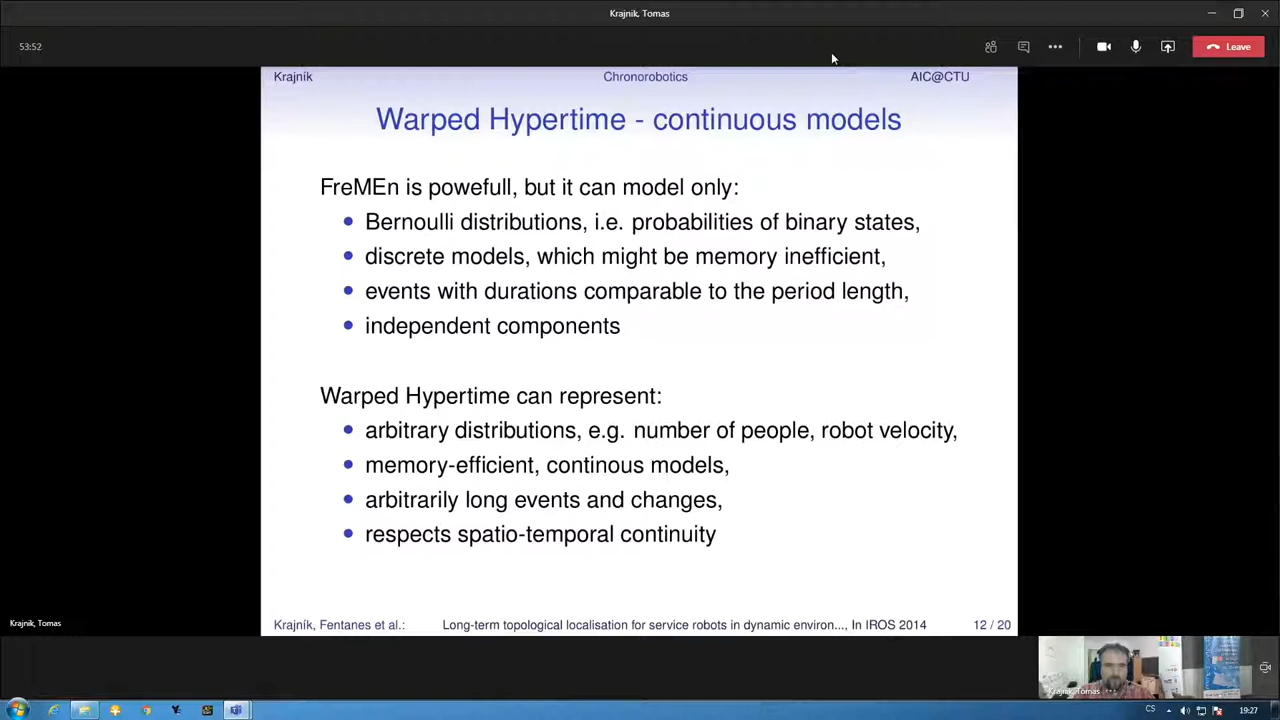 Krajnik, Tomas
53:52
Leave
Krajník
Chronorobotics
AIC@CTU
Warped Hypertime - continuous models
FreMEn is powefull, but it can model only:
Bernoulli distributions, i.e. probabilities of binary states,
discrete models, which might be memory inefficient,
events with durations comparable to the period length,
independent components
Warped Hypertime can represent:
arbitrary distributions, e.g. number of people, robot velocity,
memory-efficient, continous models,
arbitrarily long events and changes,
respects spatio-temporal continuity
Krajnik, Tomas
Krajník, Fentanes et al.:
Long-term topological localisation for service robots in dynamic environ..., In IROS 2014
12 / 20
Krajnik, Tomas
CS
19:27